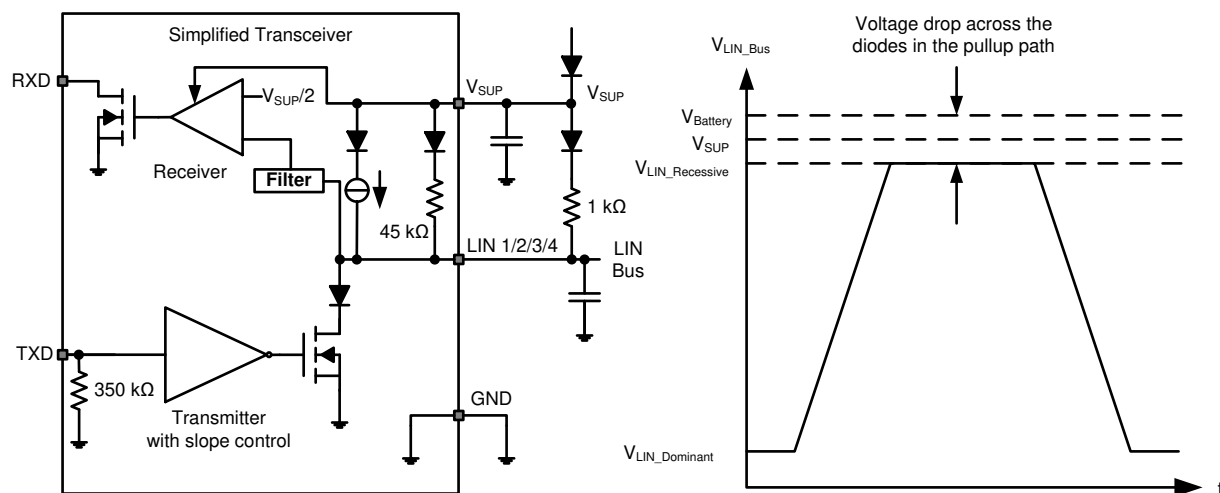 Simplified Transceiver
RXD
V_SUP/2
Receiver
Filter
V_SUP
V_SUP
45 kΩ
1 kΩ
LIN 1/2/3/4
LIN
Bus
TXD
350 kΩ
Transmitter
with slope control
GND
Voltage drop across the
diodes in the pullup path
V_LIN_Bus
V_Battery
V_SUP
V_LIN_Recessive
V_LIN_Dominant
t